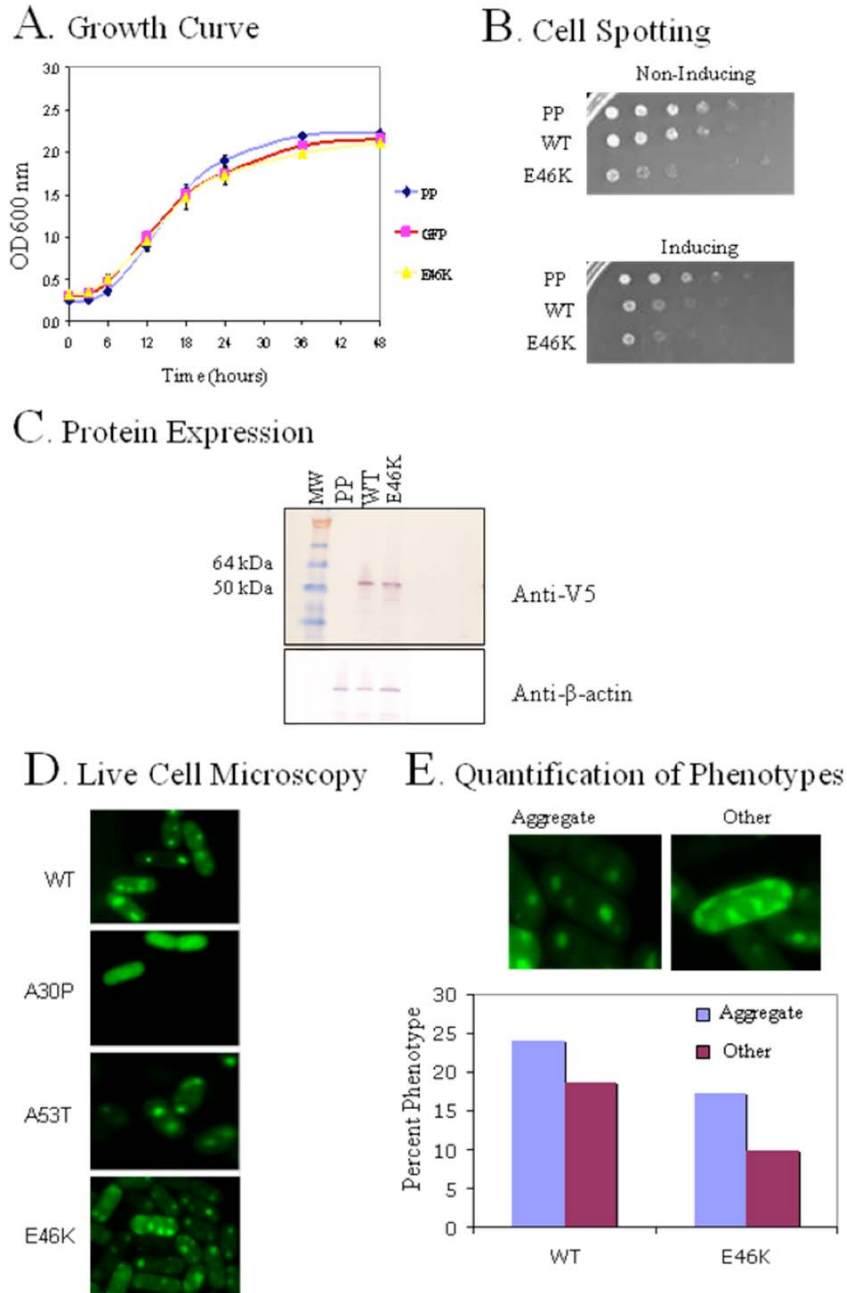 A. Growth Curve
3.0
2.5
2.0
1.5
1.0
0.5
0.0
OD600 nm
0 6 12 18 24 30 36 42 48
Time (hours)
PP
GFP
E46K
B. Cell Spotting
Non-Inducing
PP
WT
E46K
Inducing
PP
WT
E46K
C. Protein Expression
MW
PP
WT
E46K
64 kDa
50 kDa
Anti-V5
Anti-β-actin
D. Live Cell Microscopy
WT
A30P
A53T
E46K
E. Quantification of Phenotypes
Aggregate Other
30
25
20
15
10
5
0
Percent Phenotype
Aggregate
Other
WT E46K